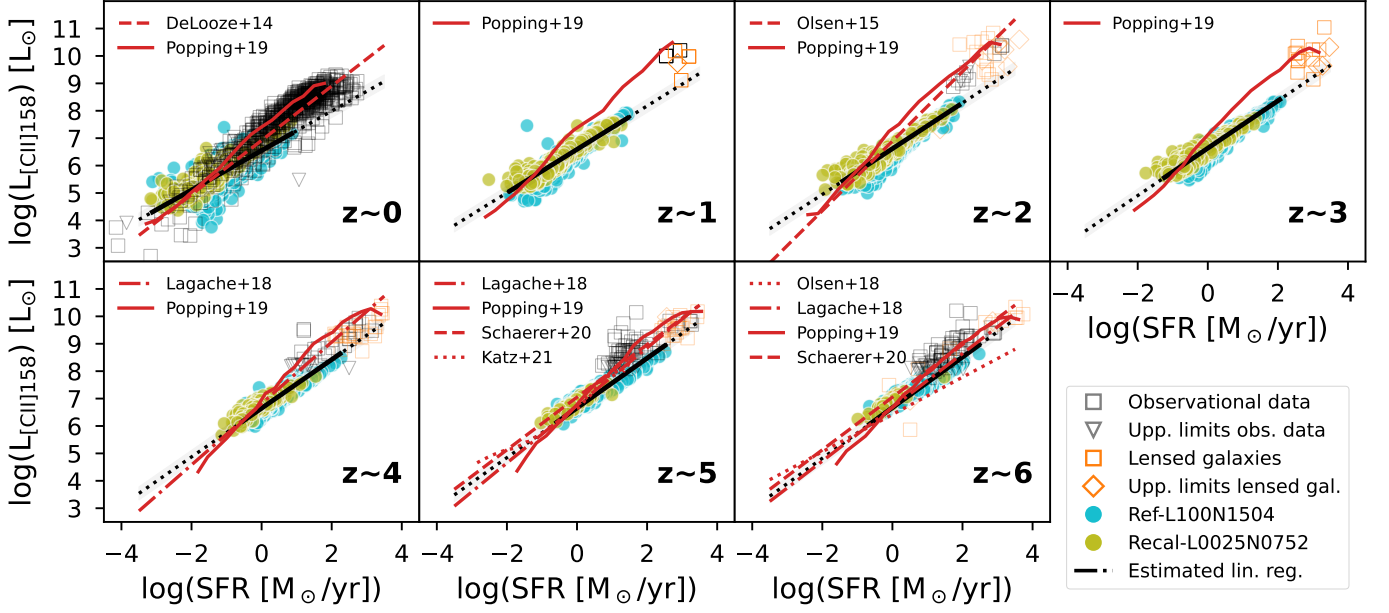 log(L[CII]158) [L⊙]
11
10
9
8
7
6
5
4
3
DeLooze+14
Popping+19
z~0
Popping+19
z~1
Olsen+15
Popping+19
z~2
Popping+19
z~3
−4 −2 0 2 4
log(SFR [M⊙/yr])
log(L[CII]158) [L⊙]
11
10
9
8
7
6
5
4
3
Lagache+18
Popping+19
z~4
Lagache+18
Popping+19
Schaerer+20
Katz+21
z~5
Olsen+18
Lagache+18
Popping+19
Schaerer+20
z~6
−4 −2 0 2 4
log(SFR [M⊙/yr])
−4 −2 0 2 4
log(SFR [M⊙/yr])
−4 −2 0 2 4
log(SFR [M⊙/yr])
Observational data
Upp. limits obs. data
Lensed galaxies
Upp. limits lensed gal.
Ref-L100N1504
Recal-L0025N0752
Estimated lin. reg.